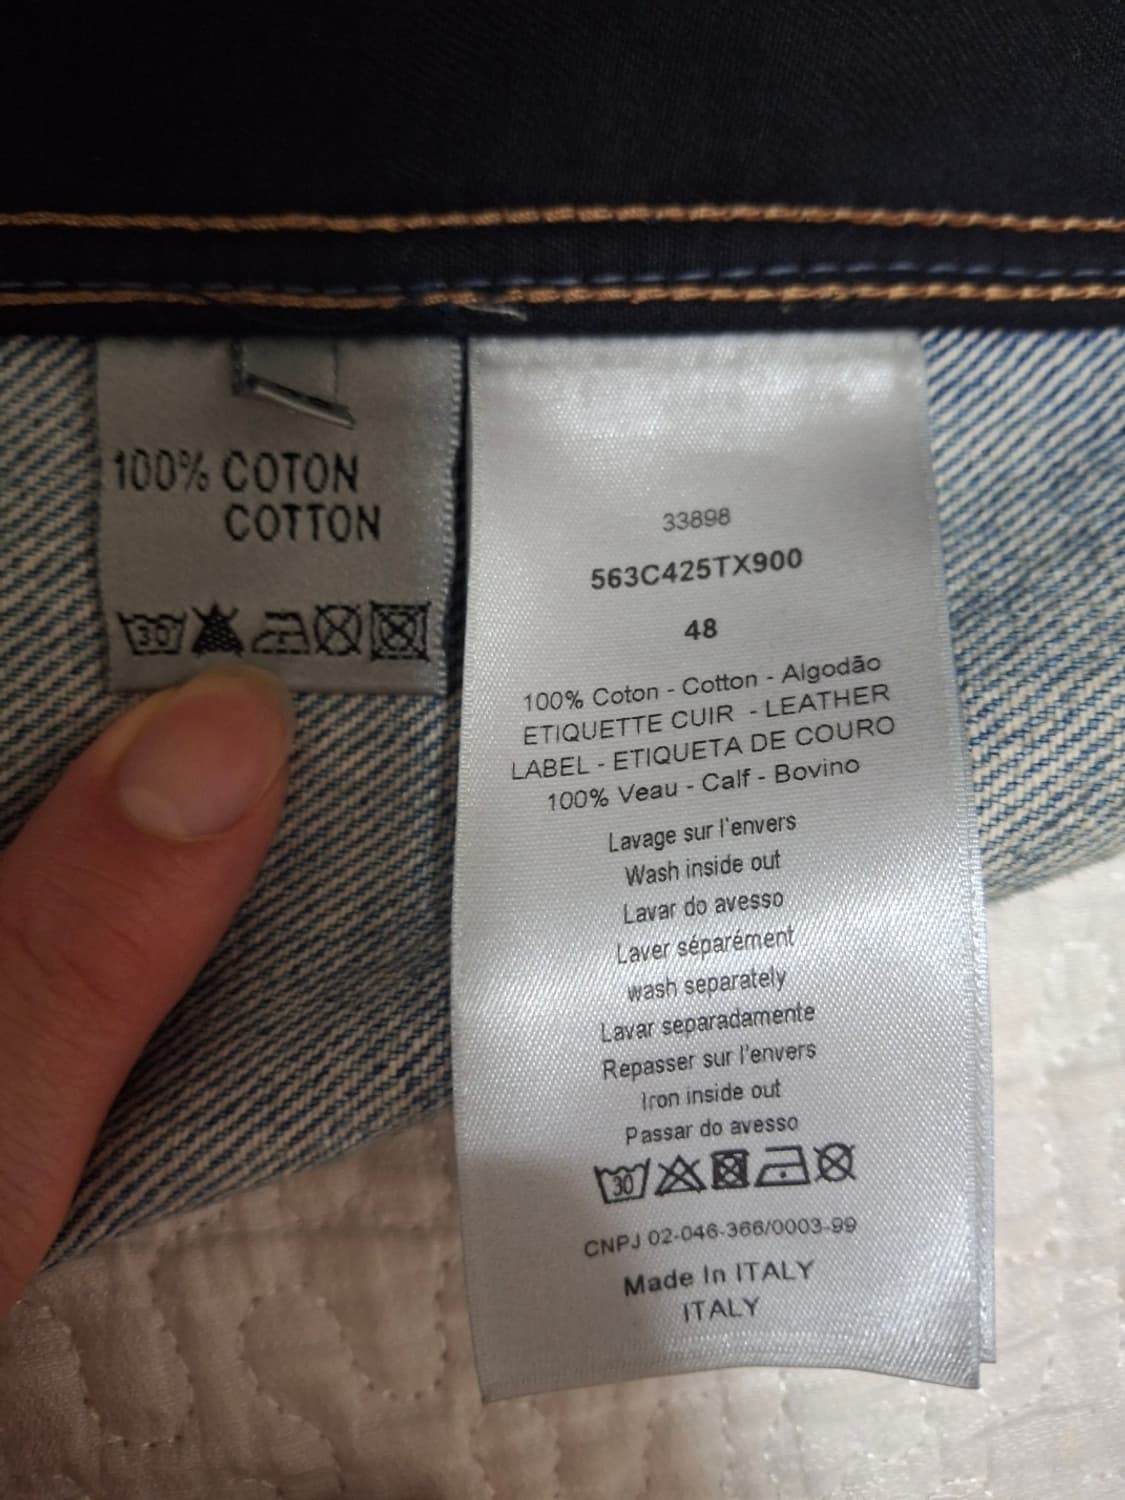 100% COTON
COTTON
30
33898
563C425TX900
48
100% Coton - Cotton - Algodão
ETIQUETTE CUIR - LEATHER
LABEL - ETIQUETA DE COURO
100% Veau - Calf - Bovino
Lavage sur l'envers
Wash inside out
Lavar do avesso
Laver séparément
wash separately
Lavar separadamente
Repasser sur l'envers
Iron inside out
Passar do avesso
30
CNPJ 02-046-366/0003-99
Made In ITALY
ITALY